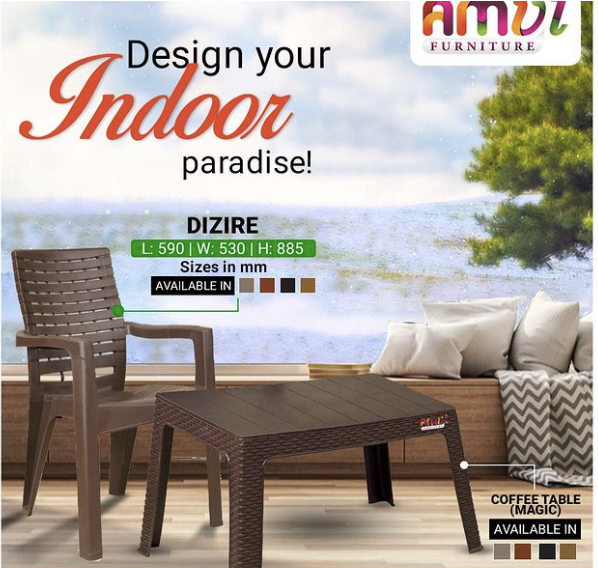 AMUL
FURNITURE
Design your
Indoor
paradise!
DIZIRE
L: 590 | W: 530 | H: 885
Sizes in mm
AVAILABLE IN
COFFEE TABLE
(MAGIC)
AVAILABLE IN